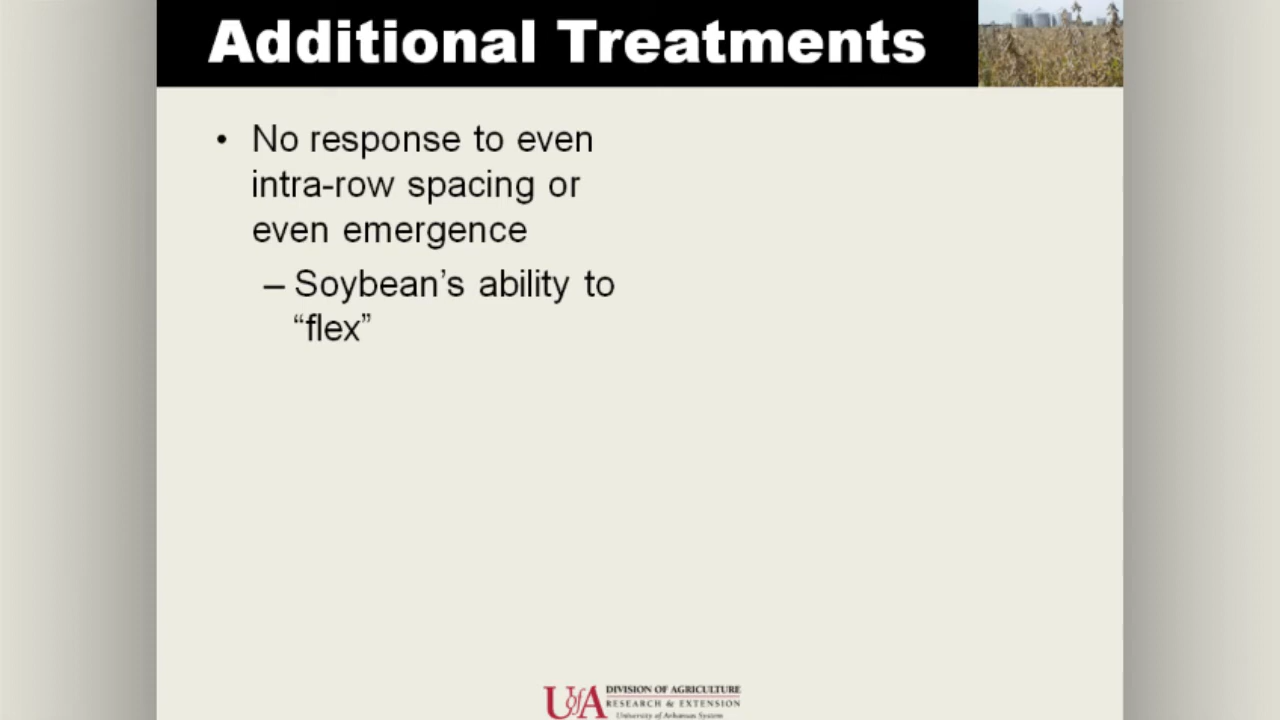 Additional Treatments
• No response to even
intra-row spacing or
even emergence
– Soybean’s ability to
“flex”
UofA DIVISION OF AGRICULTURE
RESEARCH & EXTENSION
University of Arkansas System